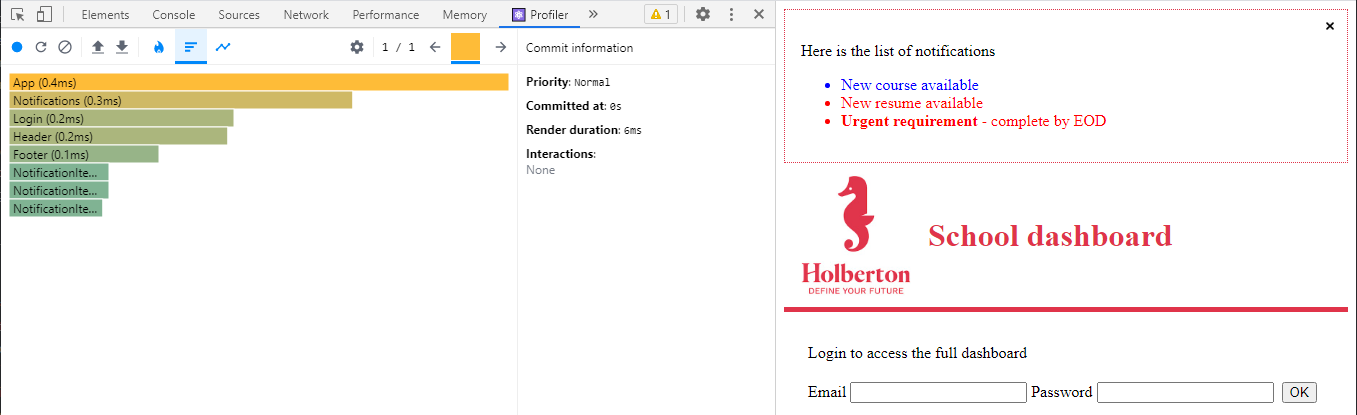 Elements Console Sources Network Performance Memory Profiler » 1
1 / 1
Commit information
App (0.4ms)
Notifications (0.3ms)
Login (0.2ms)
Header (0.2ms)
Footer (0.1ms)
NotificationIte...
NotificationIte...
NotificationIte...
Priority: Normal
Committed at: 0s
Render duration: 6ms
Interactions:
None
Here is the list of notifications
New course available
New resume available
Urgent requirement - complete by EOD
School dashboard
Holberton
DEFINE YOUR FUTURE
Login to access the full dashboard
Email Password OK